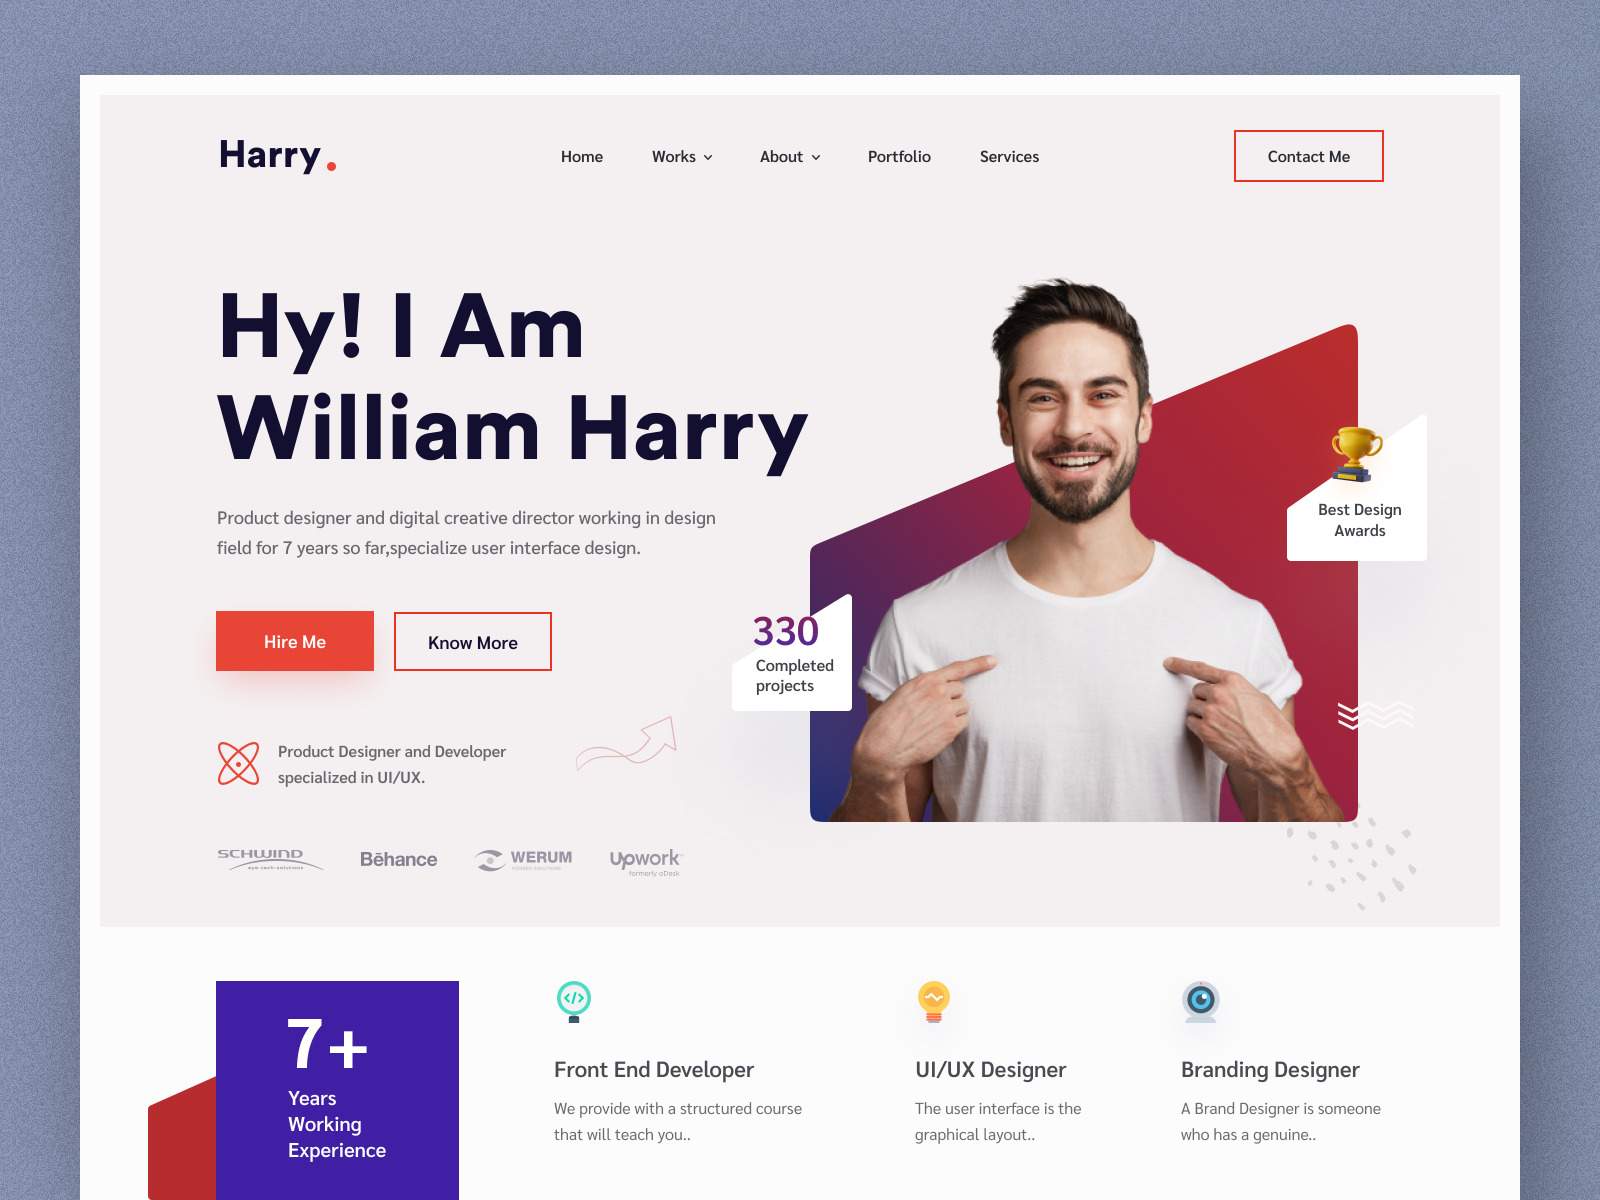 Harry.
Home Works About Portfolio Services
Contact Me
Hy! I Am
William Harry
Product designer and digital creative director working in design
field for 7 years so far,specialize user interface design.
Hire Me
Know More
Best Design
Awards
330
Completed
projects
Product Designer and Developer
specialized in UI/UX.
SCHWIND
eye-tech-solutions
Bēhance
WERUM
Upwork
formerly oDesk
7+
Years
Working
Experience
Front End Developer
We provide with a structured course
that will teach you..
UI/UX Designer
The user interface is the
graphical layout..
Branding Designer
A Brand Designer is someone
who has a genuine..